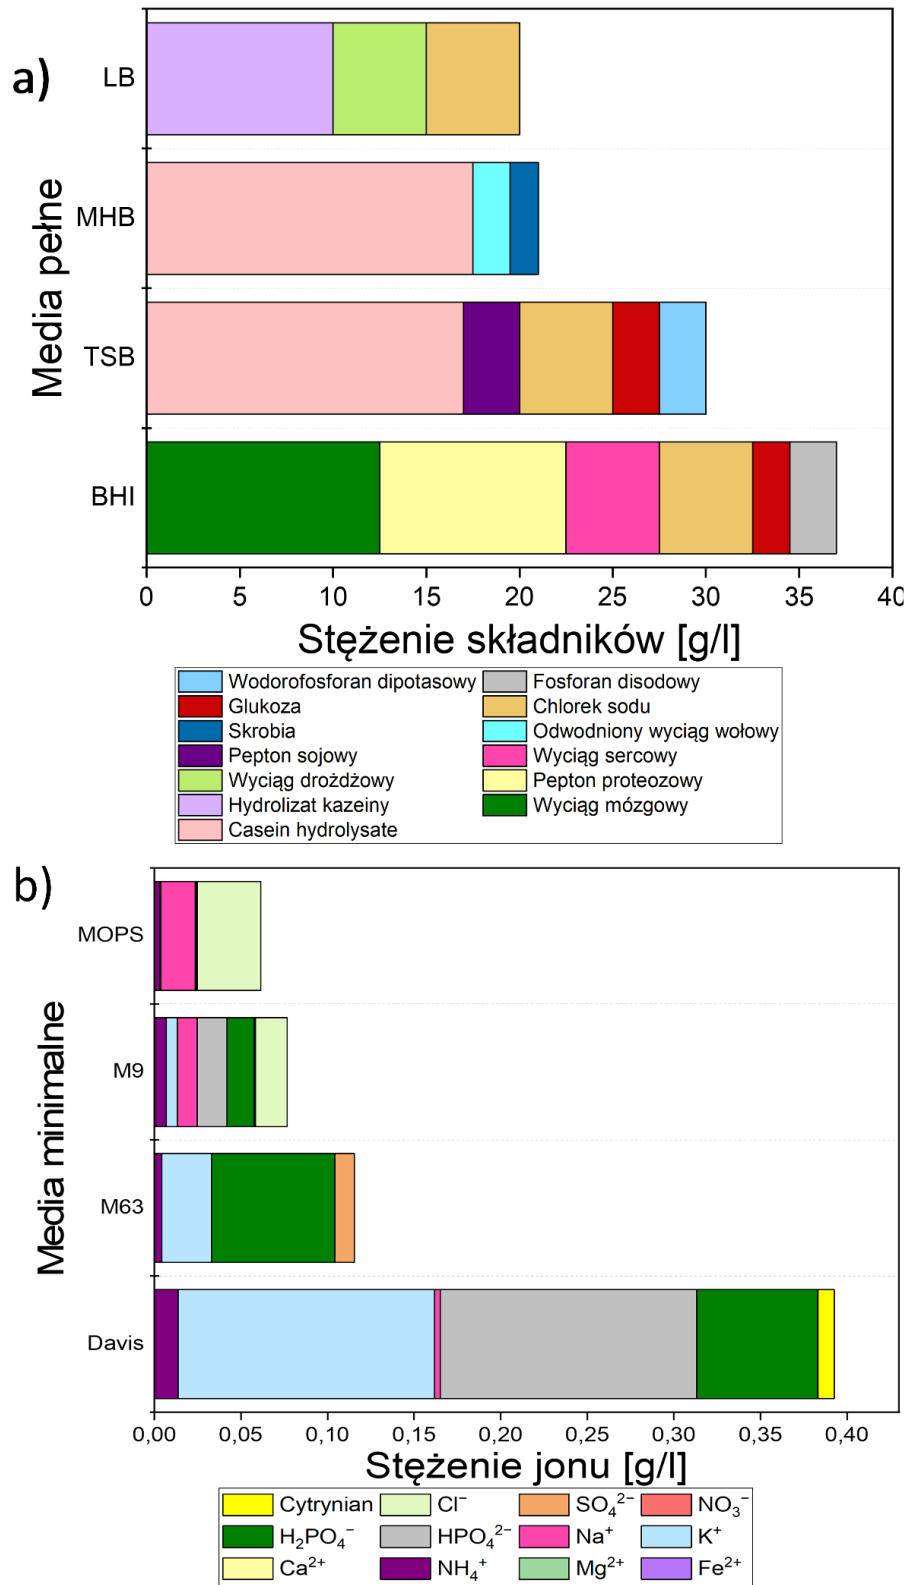 a)
Media pełne
LB
MHB
TSB
BHI
0 5 10 15 20 25 30 35 40
Stężenie składników [g/l]
Wodorofosforan dipotasowy Fosforan disodowy
Glukoza Chlorek sodu
Skrobia Odwodniony wyciąg wołowy
Pepton sojowy Wyciąg sercowy
Wyciąg drożdżowy Pepton proteozowy
Hydrolizat kazeiny Wyciąg mózgowy
Casein hydrolysate
b)
Media minimalne
MOPS
M9
M63
Davis
0,00 0,05 0,10 0,15 0,20 0,25 0,30 0,35 0,40
Stężenie jonu [g/l]
Cytrynian Cl⁻ SO₄²⁻ NO₃⁻
H₂PO₄⁻ HPO₄²⁻ Na⁺ K⁺
Ca²⁺ NH₄⁺ Mg²⁺ Fe²⁺